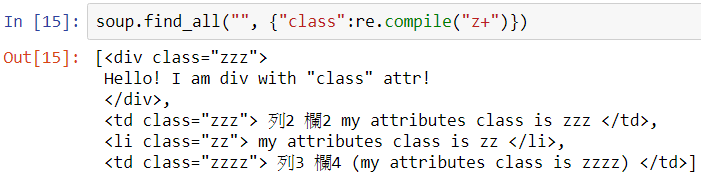 In [15]: soup.find_all("", {"class":re.compile("z+")})
Out[15]: [<div class="zzz">
Hello! I am div with "class" attr!
</div>,
<td class="zzz"> 列2 欄2 my attributes class is zzz </td>,
<li class="zz"> my attributes class is zz </li>,
<td class="zzzz"> 列3 欄4 (my attributes class is zzzz) </td>]